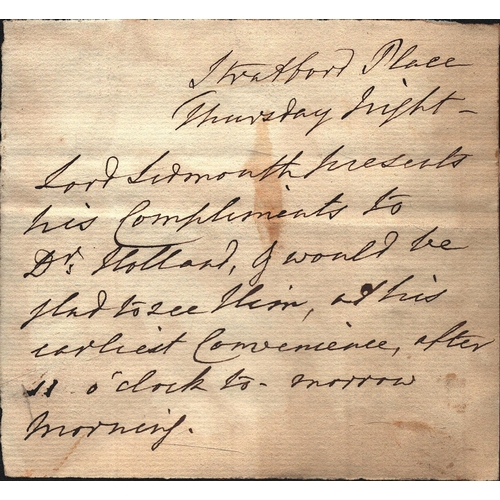 Stratford Place
Thursday Night -
Lord Sidmouth presents
his Compliments to
Dr. Holland, & would be
glad to see Him, at his
earliest Convenience, after
11 o'clock to-morrow
Morning.